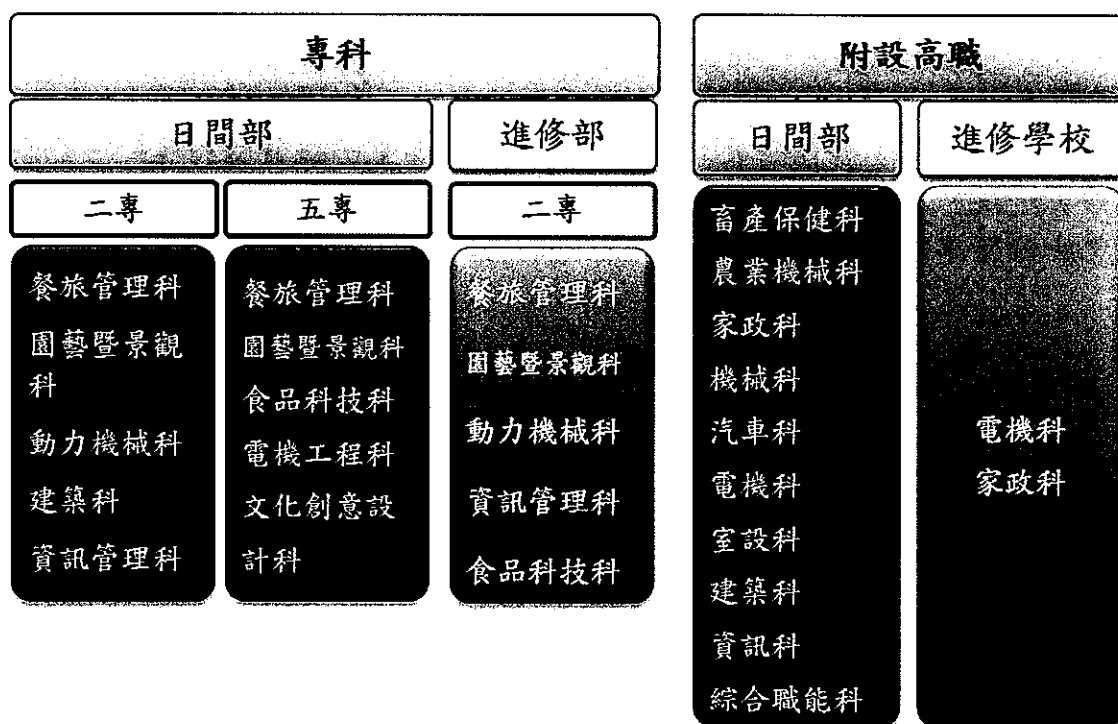 專科
日間部
進修部
二專
五專
二專
餐旅管理科
園藝暨景觀
科
動力機械科
建築科
資訊管理科
餐旅管理科
園藝暨景觀科
食品科技科
電機工程科
文化創意設
計科
餐旅管理科
園藝暨景觀科
動力機械科
資訊管理科
食品科技科
附設高職
日間部
進修學校
畜產保健科
農業機械科
家政科
機械科
汽車科
電機科
室設科
建築科
資訊科
綜合職能科
電機科
家政科